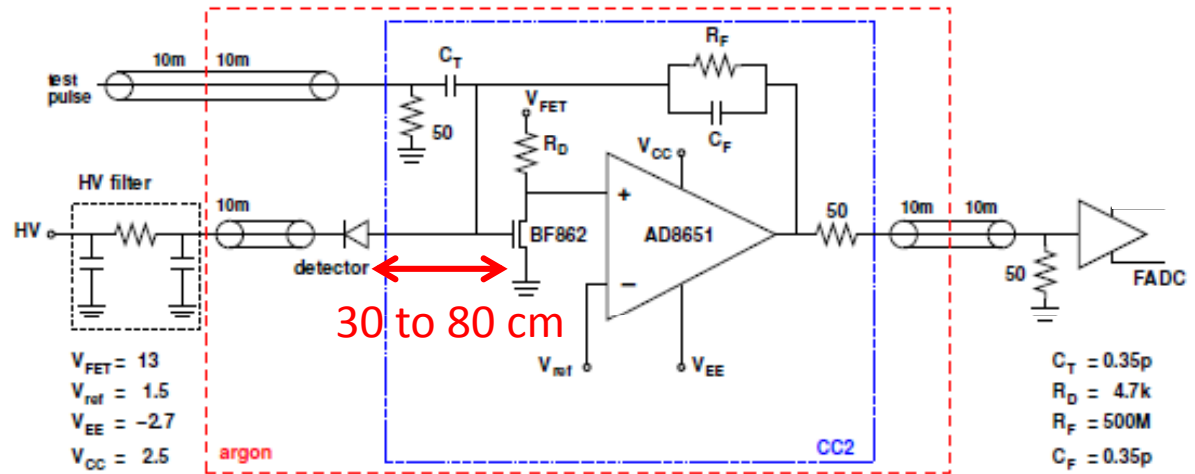 10m 10m
test
pulse
C_T
R_F
V_FET
50
R_D
V_CC
C_F
HV filter
HV
10m
+
50
10m 10m
BF862
AD8651
detector
−
50
FADC
30 to 80 cm
V_ref
V_EE
V_FET = 13
V_ref = 1.5
V_EE = −2.7
V_CC = 2.5
C_T = 0.35p
R_D = 4.7k
R_F = 500M
C_F = 0.35p
argon
CC2